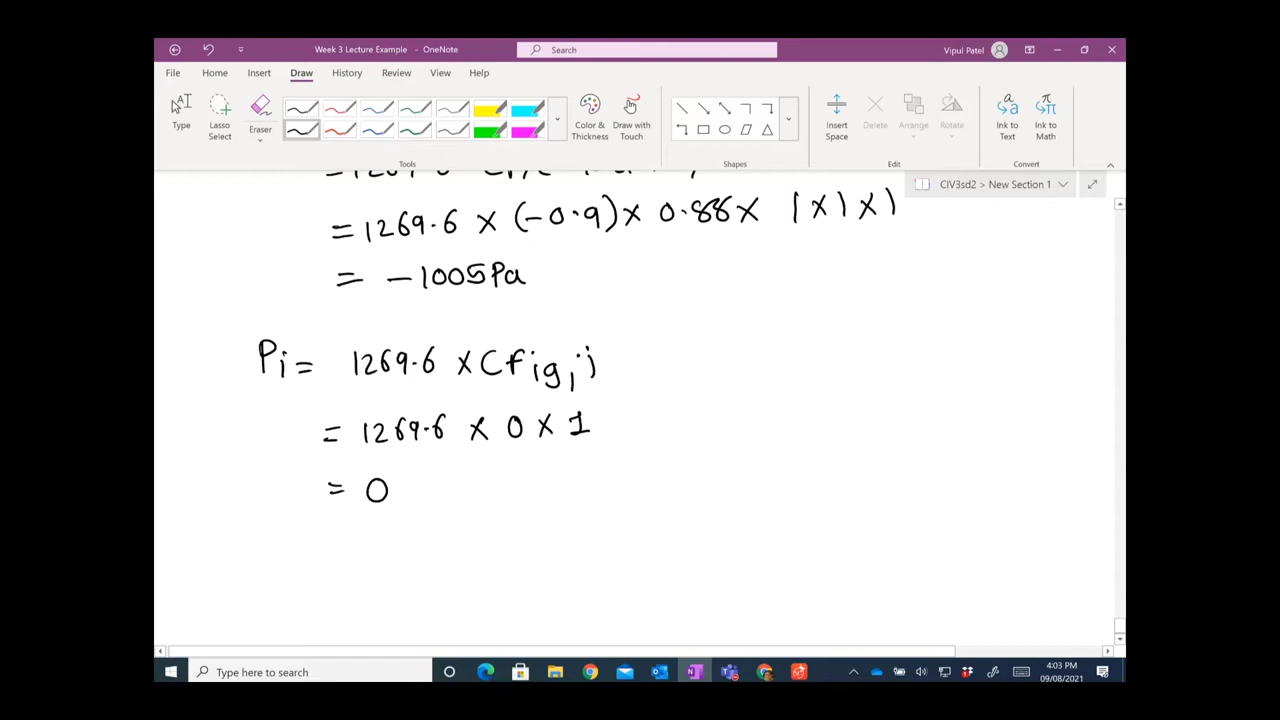 Week 3 Lecture Example - OneNote
Search
Vipul Patel
File Home Insert Draw History Review View Help
Type
Lasso Select
Eraser
Color & Thickness
Draw with Touch
Insert Space
Delete
Arrange
Rotate
Ink to Text
Ink to Math
Tools
Shapes
Edit
Convert
CIV3sd2 > New Section 1
= 1269.6 × (-0.9) × 0.88 × 1 × 1 × 1
= -1005 Pa
Pi = 1269.6 × Cfig,i
= 1269.6 × 0 × 1
= 0
Type here to search
4:03 PM
09/08/2021